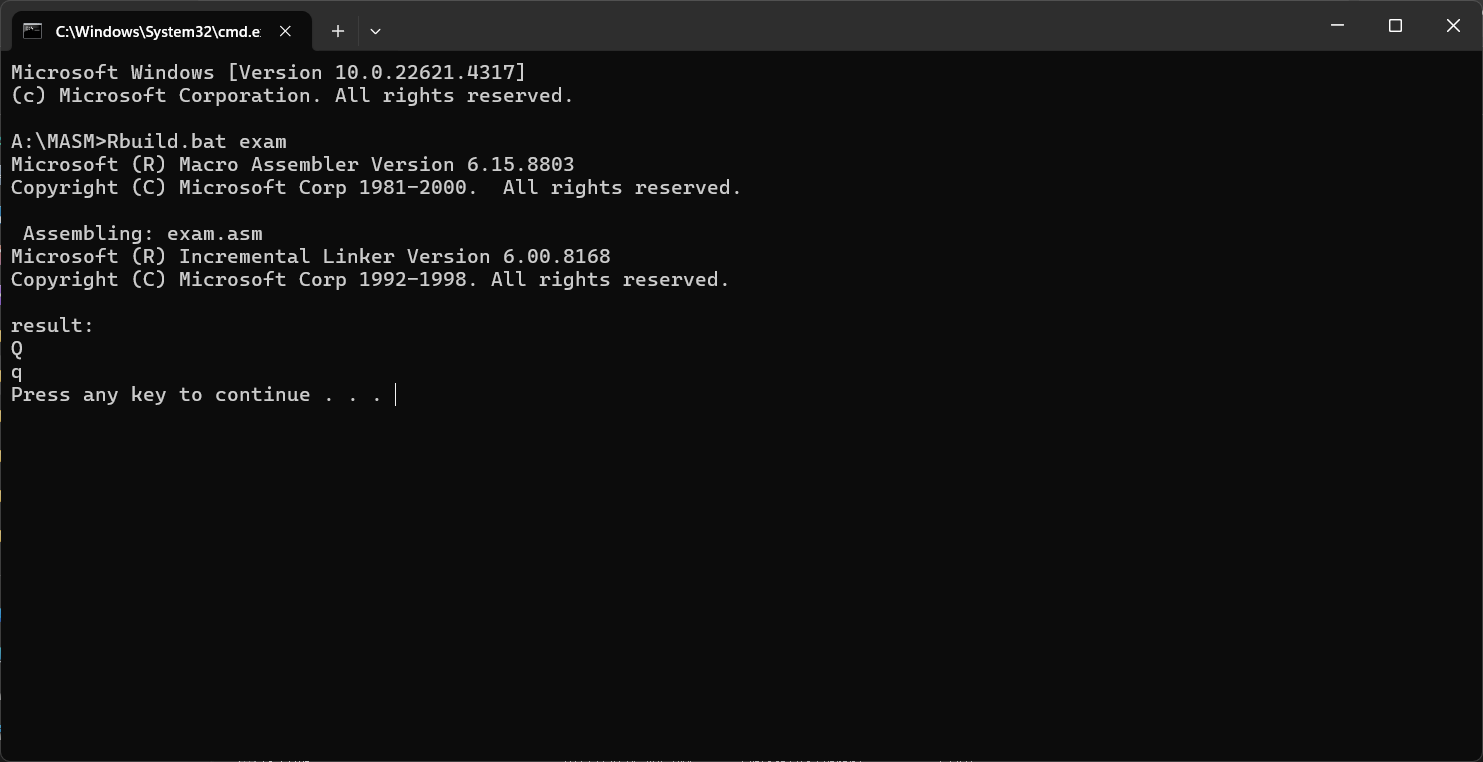 C:\Windows\System32\cmd.e
Microsoft Windows [Version 10.0.22621.4317]
(c) Microsoft Corporation. All rights reserved.
A:\MASM>Rbuild.bat exam
Microsoft (R) Macro Assembler Version 6.15.8803
Copyright (C) Microsoft Corp 1981-2000.  All rights reserved.
 Assembling: exam.asm
Microsoft (R) Incremental Linker Version 6.00.8168
Copyright (C) Microsoft Corp 1992-1998. All rights reserved.
result:
Q
q
Press any key to continue . . .